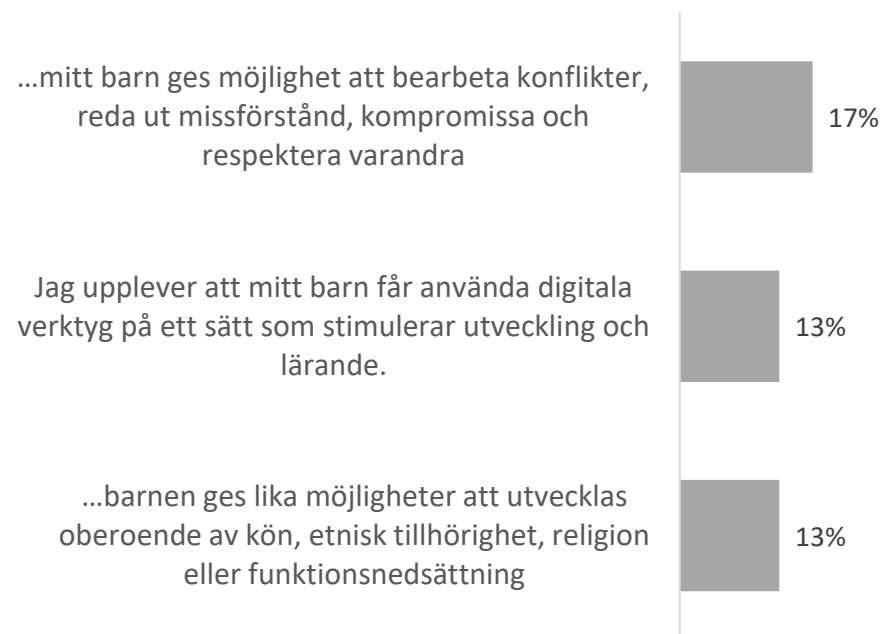 …mitt barn ges möjlighet att bearbeta konflikter,
reda ut missförstånd, kompromissa och
respektera varandra
17%
Jag upplever att mitt barn får använda digitala
verktyg på ett sätt som stimulerar utveckling och
lärande.
13%
…barnen ges lika möjligheter att utvecklas
oberoende av kön, etnisk tillhörighet, religion
eller funktionsnedsättning
13%